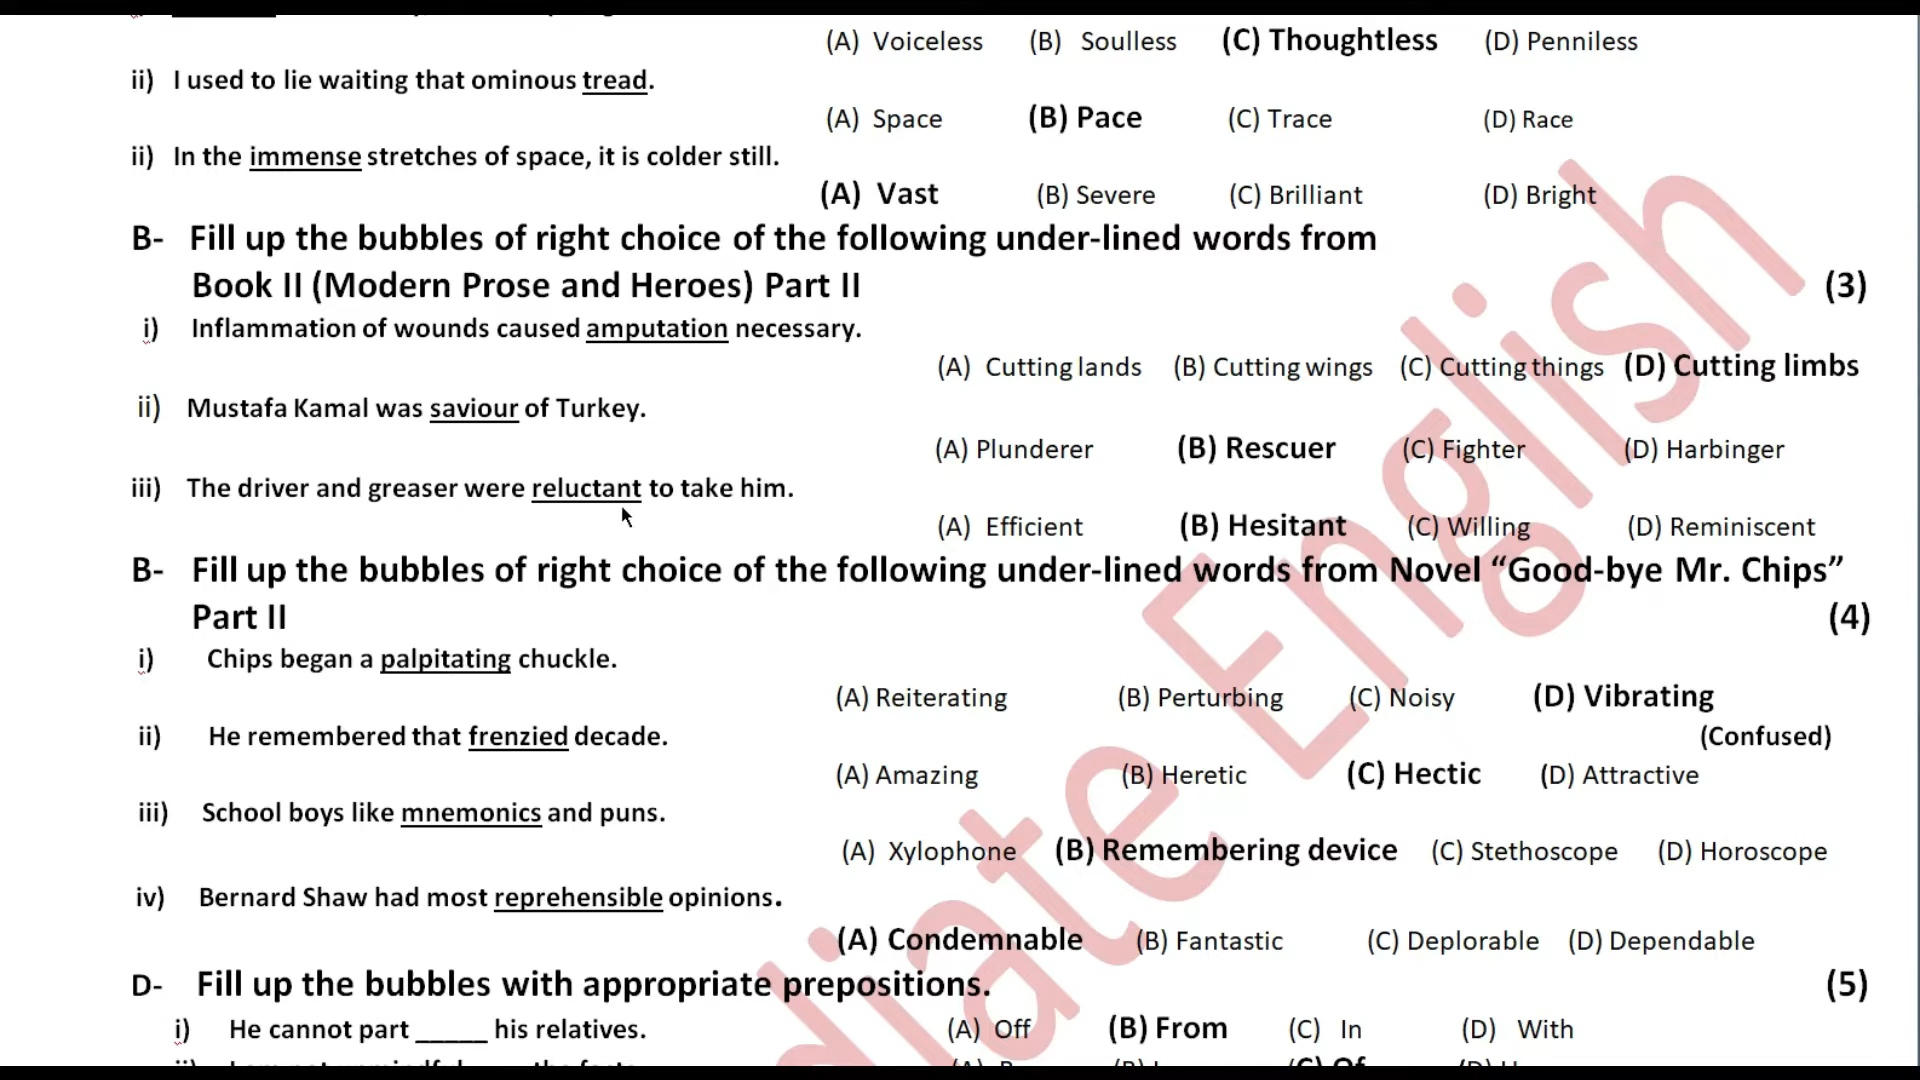 (A) Voiceless (B) Soulless (C) Thoughtless (D) Penniless
ii) I used to lie waiting that ominous tread.
(A) Space (B) Pace (C) Trace (D) Race
ii) In the immense stretches of space, it is colder still.
(A) Vast (B) Severe (C) Brilliant (D) Bright
B- Fill up the bubbles of right choice of the following under-lined words from
Book II (Modern Prose and Heroes) Part II (3)
i) Inflammation of wounds caused amputation necessary.
(A) Cutting lands (B) Cutting wings (C) Cutting things (D) Cutting limbs
ii) Mustafa Kamal was saviour of Turkey.
(A) Plunderer (B) Rescuer (C) Fighter (D) Harbinger
iii) The driver and greaser were reluctant to take him.
(A) Efficient (B) Hesitant (C) Willing (D) Reminiscent
B- Fill up the bubbles of right choice of the following under-lined words from Novel “Good-bye Mr. Chips”
Part II (4)
i) Chips began a palpitating chuckle.
(A) Reiterating (B) Perturbing (C) Noisy (D) Vibrating
ii) He remembered that frenzied decade. (Confused)
(A) Amazing (B) Heretic (C) Hectic (D) Attractive
iii) School boys like mnemonics and puns.
(A) Xylophone (B) Remembering device (C) Stethoscope (D) Horoscope
iv) Bernard Shaw had most reprehensible opinions.
(A) Condemnable (B) Fantastic (C) Deplorable (D) Dependable
D- Fill up the bubbles with appropriate prepositions. (5)
i) He cannot part _____ his relatives. (A) Off (B) From (C) In (D) With
diate English